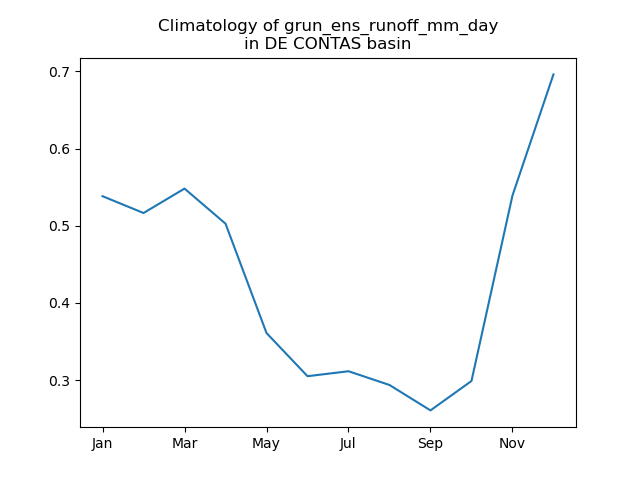 Climatology of grun_ens_runoff_mm_day
in DE CONTAS basin
0.7
0.6
0.5
0.4
0.3
Jan Mar May Jul Sep Nov